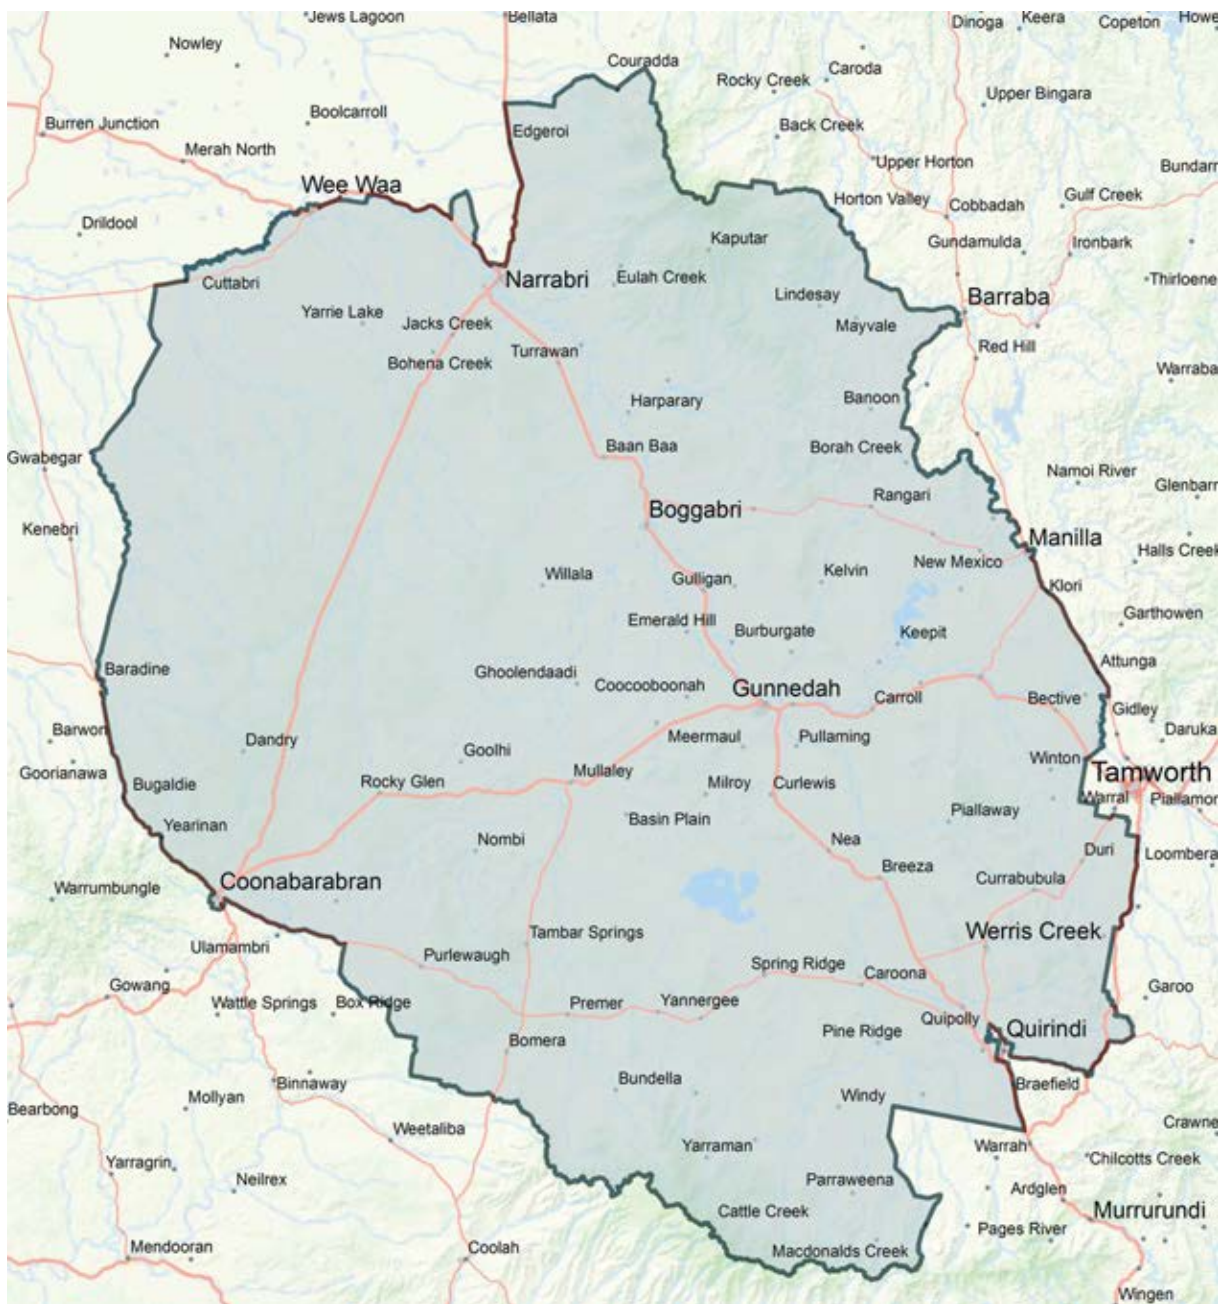 Jews Lagoon
Bellata
Dinoga
Keera
Copeton
Howe
Nowley
Couradda
Rocky Creek
Caroda
Upper Bingara
Boolcarroll
Burren Junction
Edgeroi
Back Creek
Merah North
Upper Horton
Bundarr
Wee Waa
Horton Valley
Cobbadah
Gulf Creek
Drildool
Kaputar
Gundamulda
Ironbark
Cuttabri
Narrabri
Eulah Creek
Thirloene
Lindesay
Barraba
Yarrie Lake
Jacks Creek
Mayvale
Turrawan
Red Hill
Bohena Creek
Warraba
Harparary
Banoon
Baan Baa
Borah Creek
Gwabegar
Namoi River
Glenbarr
Rangari
Boggabri
Kenebri
Manilla
New Mexico
Halls Creek
Willala
Gulligan
Kelvin
Klori
Garthowen
Emerald Hill
Burburgate
Keepit
Baradine
Attunga
Ghoolendaadi
Coocooboonah
Gunnedah
Carroll
Bective
Gidley
Barwon
Dandry
Meermaul
Pullaming
Daruka
Goolhi
Winton
Goorianawa
Bugaldie
Rocky Glen
Mullaley
Milroy
Curlewis
Tamworth
Warral
Piallamor
Yearinan
Basin Plain
Piallaway
Nombi
Nea
Duri
Loombera
Warrumbungle
Coonabarabran
Breeza
Currabubula
Ulamambri
Tambar Springs
Werris Creek
Purlewaugh
Spring Ridge
Caroona
Gowang
Wattle Springs
Box Ridge
Premer
Yannergee
Garoo
Quipolly
Pine Ridge
Quirindi
Bomera
Binnaway
Bundella
Braefield
Mollyan
Windy
Bearbong
Weetaliba
Crawne
Yarraman
Warrah
Chilcotts Creek
Yarragrin
Neilrex
Parraweena
Ardglen
Cattle Creek
Murrurundi
Pages River
Mendooran
Coolah
Macdonalds Creek
Wingen